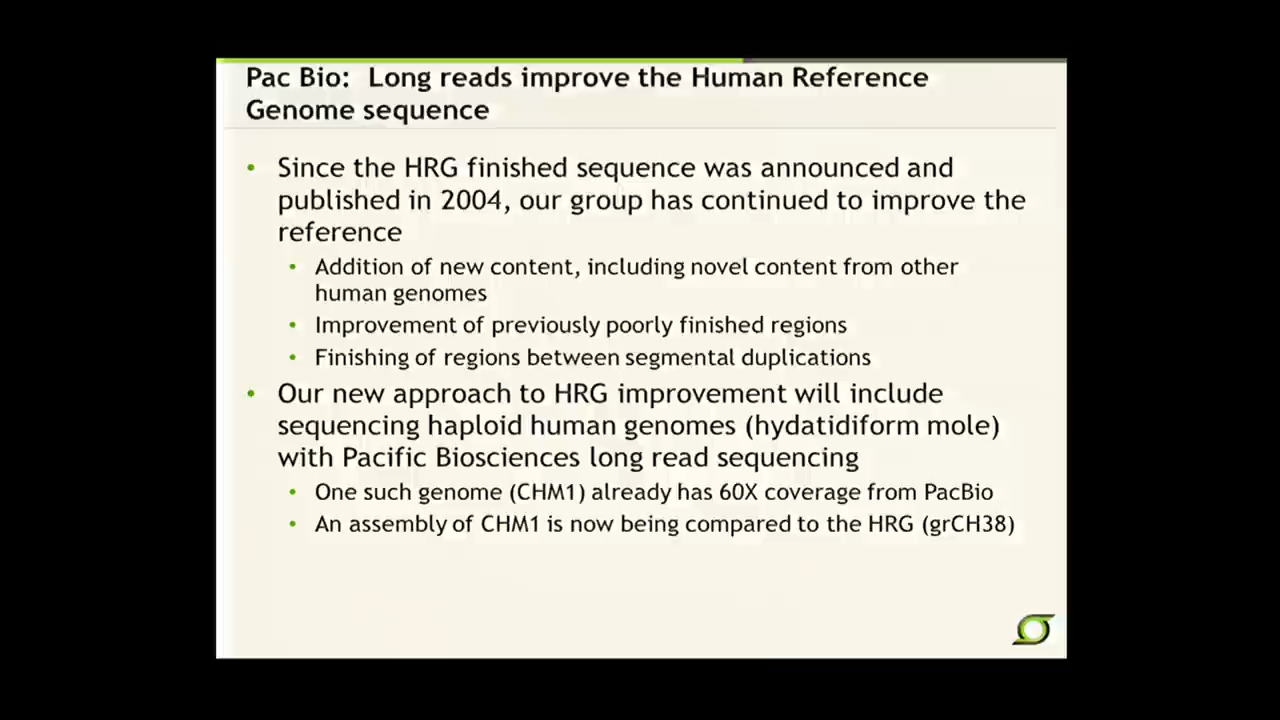 Pac Bio: Long reads improve the Human Reference
Genome sequence
• Since the HRG finished sequence was announced and
published in 2004, our group has continued to improve the
reference
• Addition of new content, including novel content from other
human genomes
• Improvement of previously poorly finished regions
• Finishing of regions between segmental duplications
• Our new approach to HRG improvement will include
sequencing haploid human genomes (hydatidiform mole)
with Pacific Biosciences long read sequencing
• One such genome (CHM1) already has 60X coverage from PacBio
• An assembly of CHM1 is now being compared to the HRG (grCH38)